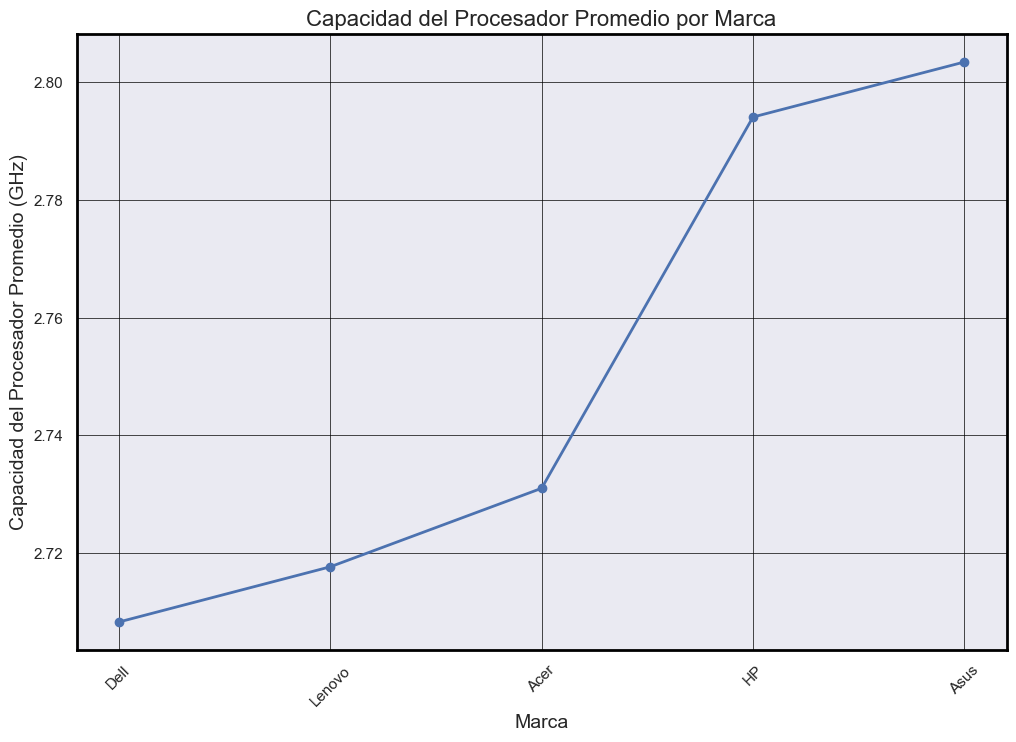 Capacidad del Procesador Promedio por Marca
Capacidad del Procesador Promedio (GHz)
2.80
2.78
2.76
2.74
2.72
Dell
Lenovo
Acer
HP
Asus
Marca